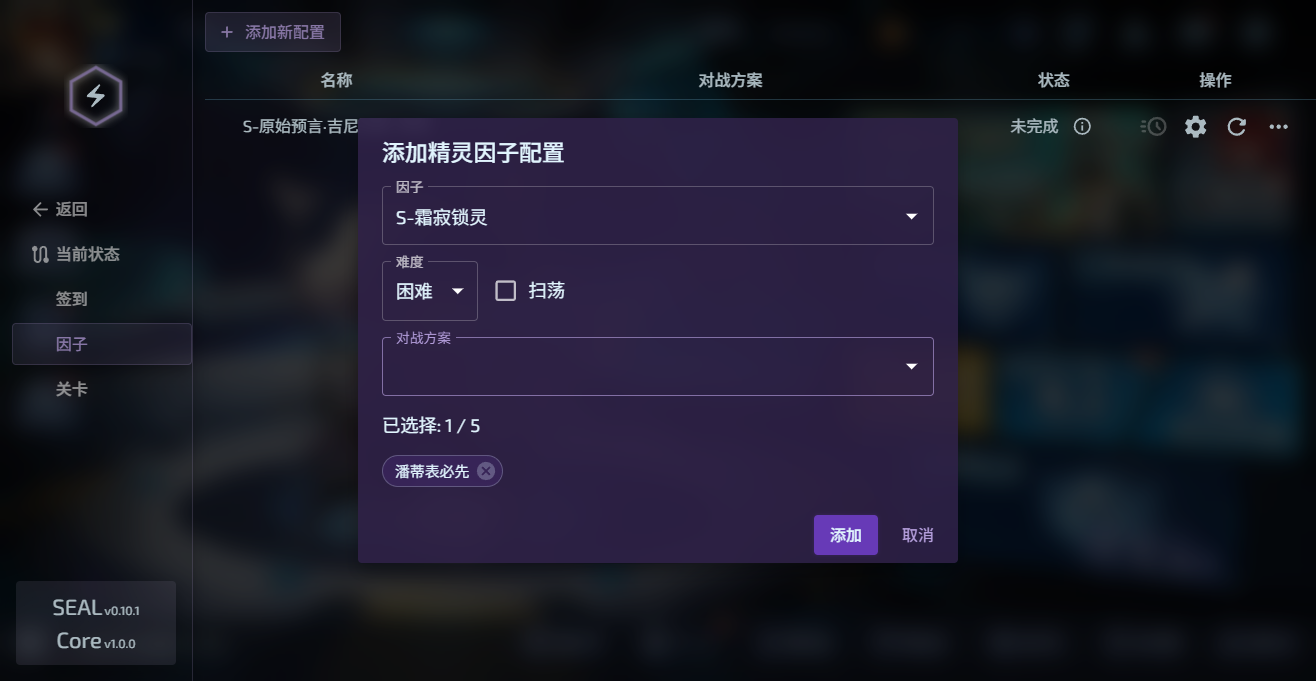 + 添加新配置
名称
对战方案
状态
操作
S-原始预言·吉尼
未完成
返回
当前状态
签到
因子
关卡
添加精灵因子配置
因子
S-霜寂锁灵
难度
困难
扫荡
对战方案
已选择: 1 / 5
潘蒂表必先
添加
取消
SEAL v0.10.1
Core v1.0.0